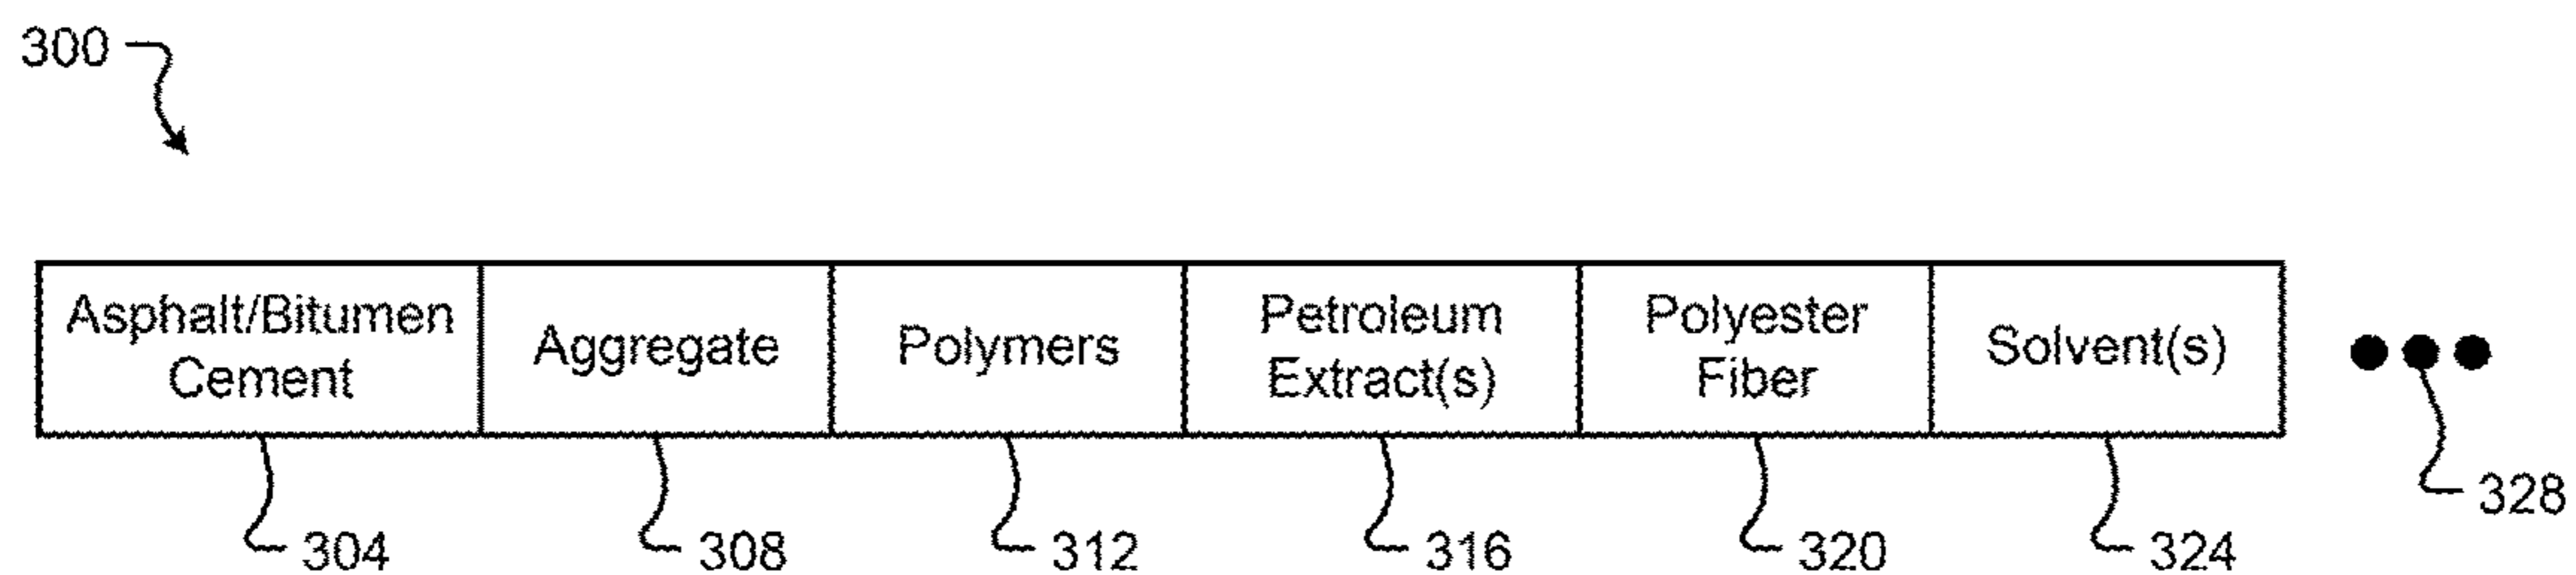 300
Asphalt/Bitumen
Cement
Aggregate
Polymers
Petroleum
Extract(s)
Polyester
Fiber
Solvent(s)
304
308
312
316
320
324
328